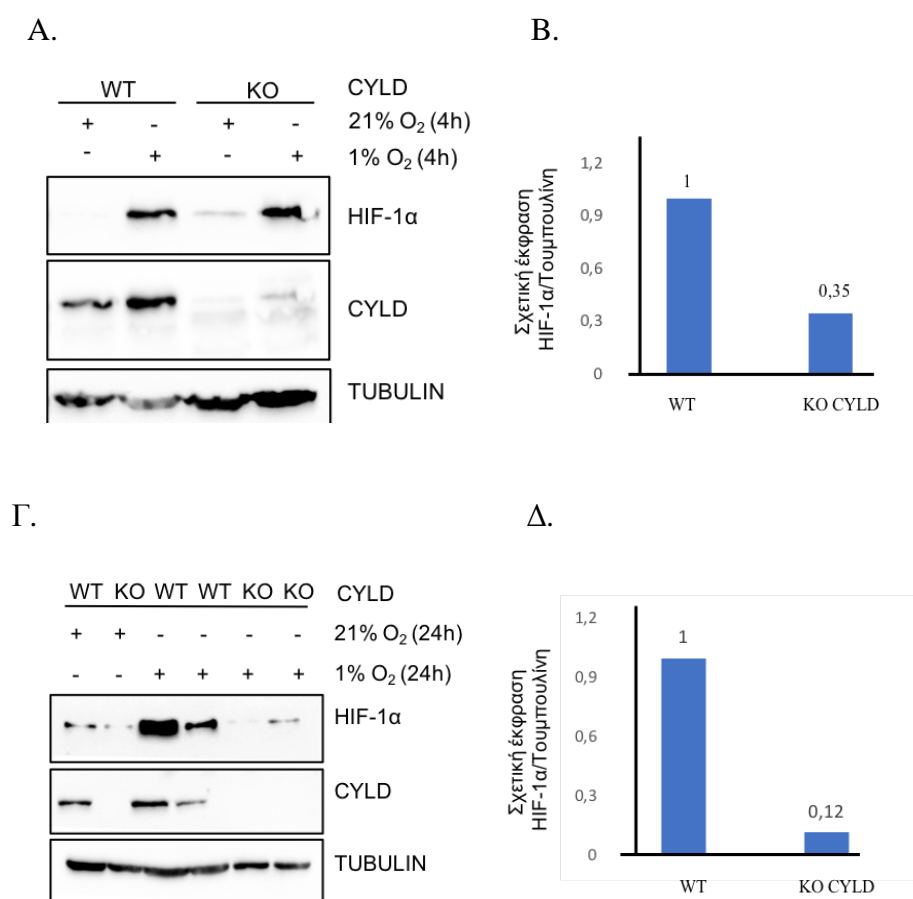 Α.
WT KO CYLD
+ - + - 21% O₂ (4h)
- + - + 1% O₂ (4h)
HIF-1α
CYLD
TUBULIN
Β.
Σχετική έκφραση
HIF-1α/Τουμπουλίνη
1,2
0,9
0,6
0,3
0
1
0,35
WT KO CYLD
Γ.
WT KO WT WT KO KO CYLD
+ + - - - - 21% O₂ (24h)
- - + + + + 1% O₂ (24h)
HIF-1α
CYLD
TUBULIN
Δ.
Σχετική έκφραση
HIF-1α/Τουμπουλίνη
1,2
0,9
0,6
0,3
0
1
0,12
WT KO CYLD